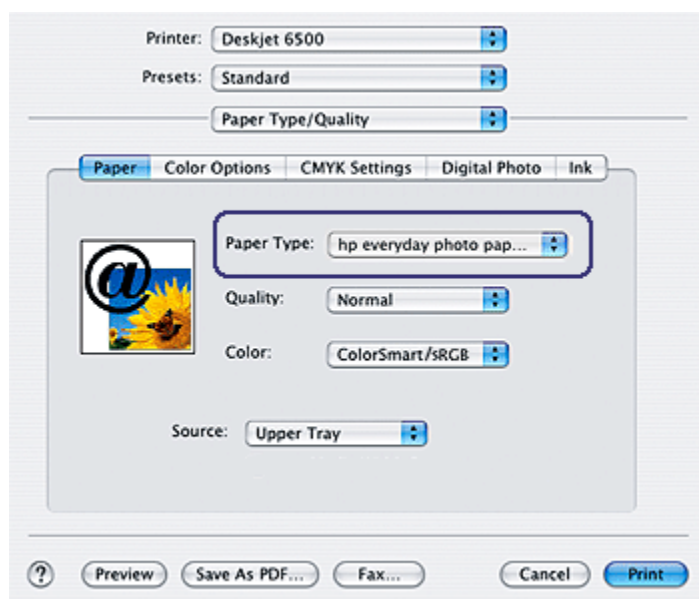 Printer: Deskjet 6500
Presets: Standard
Paper Type/Quality
Paper Color Options CMYK Settings Digital Photo Ink
Paper Type: hp everyday photo pap...
@
Quality: Normal
Color: ColorSmart/sRGB
Source: Upper Tray
? Preview Save As PDF... Fax... Cancel Print